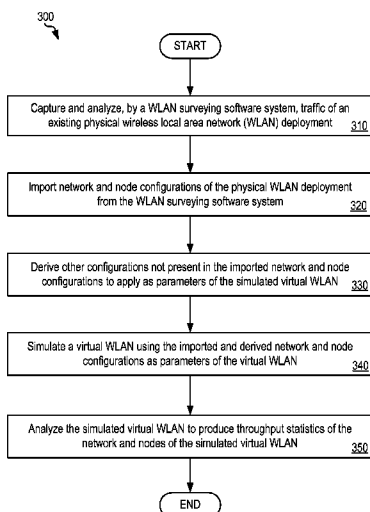 300
START
Capture and analyze, by a WLAN surveying software system, traffic of an
existing physical wireless local area network (WLAN) deployment
310
Import network and node configurations of the physical WLAN deployment
from the WLAN surveying software system
320
Derive other configurations not present in the imported network and node
configurations to apply as parameters of the simulated virtual WLAN
330
Simulate a virtual WLAN using the imported and derived network and node
configurations as parameters of the virtual WLAN
340
Analyze the simulated virtual WLAN to produce throughput statistics of the
network and nodes of the simulated virtual WLAN
350
END